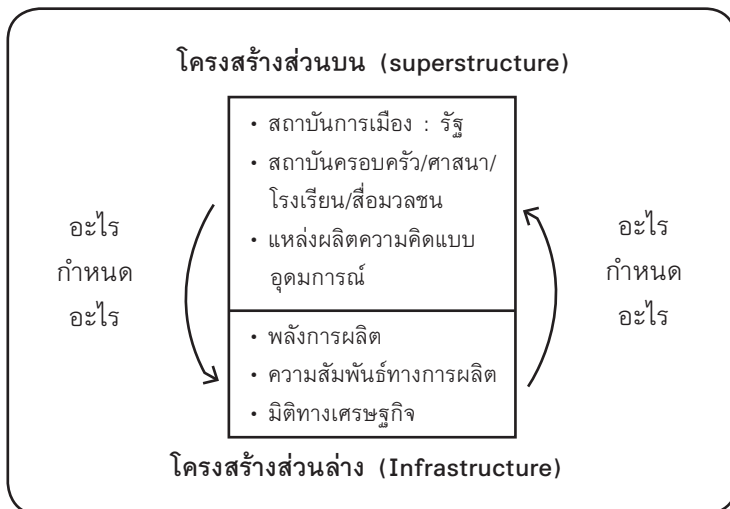 โครงสร้างส่วนบน (superstructure)
• สถาบันการเมือง : รัฐ
• สถาบันครอบครัว/ศาสนา/
โรงเรียน/สื่อมวลชน
• แหล่งผลิตความคิดแบบ
อุดมการณ์
อะไร
กำหนด
อะไร
อะไร
กำหนด
อะไร
• พลังการผลิต
• ความสัมพันธ์ทางการผลิต
• มิติทางเศรษฐกิจ
โครงสร้างส่วนล่าง (Infrastructure)